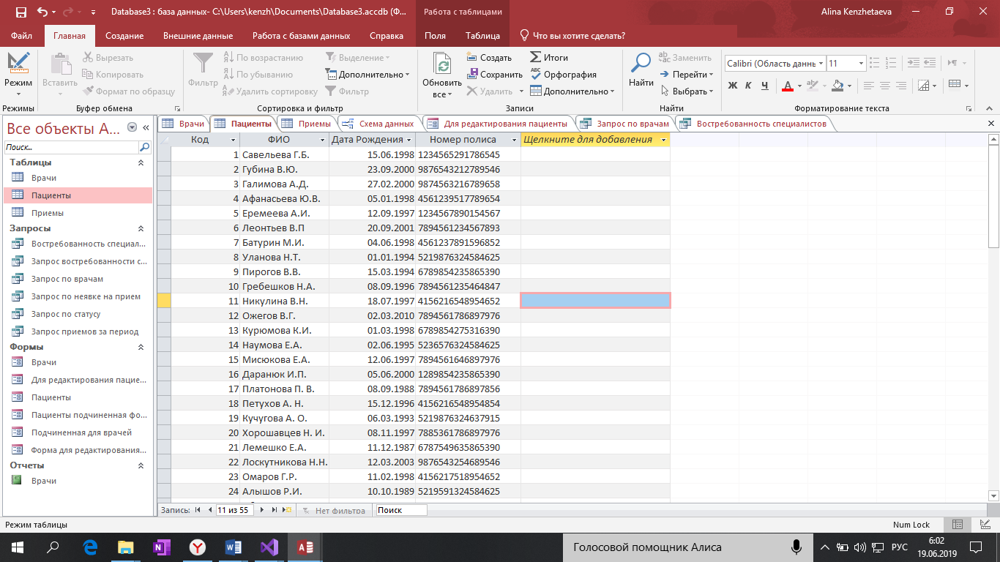 Database3 : база данных- C:\Users\kenzh\Documents\Database3.accdb (Ф...
Работа с таблицами
Alina Kenzhetaeva
Файл Главная Создание Внешние данные Работа с базами данных Справка Поля Таблица Что вы хотите сделать?
Режим
Режимы
Вставить
Вырезать
Копировать
Формат по образцу
Буфер обмена
Фильтр
По возрастанию
По убыванию
Удалить сортировку
Выделение
Дополнительно
Фильтр
Сортировка и фильтр
Обновить
все
Создать
Сохранить
Удалить
Итоги
Орфография
Дополнительно
Записи
Найти
Заменить
Перейти
Выбрать
Найти
Calibri (Область данны 11
Ж К Ч
Форматирование текста
Все объекты A...
Поиск...
Таблицы
Врачи
Пациенты
Приемы
Запросы
Востребованность специал...
Запрос востребованности с...
Запрос по врачам
Запрос по неявке на прием
Запрос по статусу
Запрос приемов за период
Формы
Врачи
Для редактирования пацие...
Пациенты
Пациенты подчиненная фо...
Подчиненная для врачей
Форма для редактирования...
Отчеты
Врачи
Врачи Пациенты Приемы Схема данных Для редактирования пациенты Запрос по врачам Востребованность специалистов
Код ФИО Дата Рождения Номер полиса Щелкните для добавления
1 Савельева Г.Б. 15.06.1998 1234565291786545
2 Губина В.Ю. 23.09.2000 9876543212789546
3 Галимова А.Д. 27.02.2000 9874563216789658
4 Афанасьева Ю.В. 05.01.1998 4561239517789654
5 Еремеева А.И. 12.09.1997 1234567890154567
6 Леонтьев В.П 20.09.2001 7894561234567893
7 Батурин М.И. 04.06.1998 4561237891596852
8 Уланова Н.Т. 01.01.1994 5219876324584625
9 Пирогов В.В. 15.03.1994 6789854235865390
10 Гребешков Н.А. 08.09.1996 7894561235464847
11 Никулина В.Н. 18.07.1997 4156216548954652
12 Ожегов В.Г. 02.03.2010 7894561786897976
13 Курюмова К.И. 01.03.1998 6789854275316390
14 Наумова Е.А. 02.06.1995 5236576324584625
15 Мисюкова Е.А. 12.06.1997 7894561646897976
16 Даранюк И.П. 05.06.2000 1289854235865390
17 Платонова П. В. 08.09.1988 7894561786897856
18 Петухов А. Н. 15.12.1996 4156216548954854
19 Кучугова А. О. 06.03.1993 5219876324637915
20 Хорошавцев Н. И. 08.11.1997 7885361786897976
21 Лемешко Е.А. 11.12.1987 6787549635865390
22 Лоскутникова Н.Н. 12.03.2003 9876543254689546
23 Омаров Г.Р. 11.02.1998 4156217518954652
24 Алышов Р.И. 10.10.1989 5219591324584625
Запись: 11 из 55 Нет фильтра Поиск
Режим таблицы
Num Lock
Голосовой помощник Алиса
РУС
6:02
19.06.2019